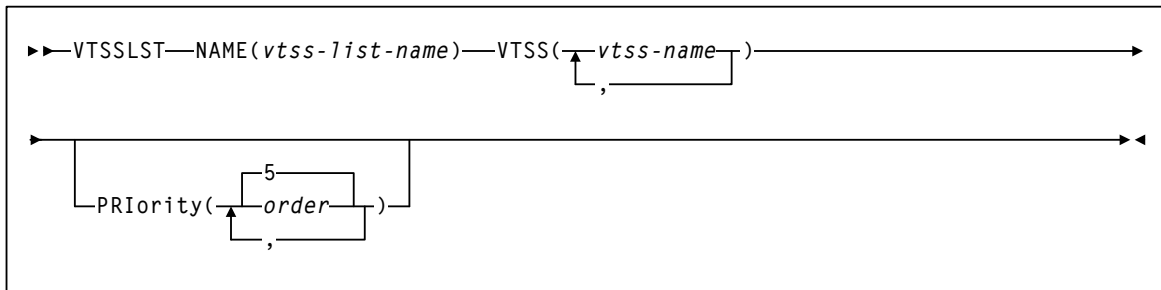 VTSSLST NAME(vtss-list-name) VTSS( vtss-name )
,
5
PRIority( order )
,